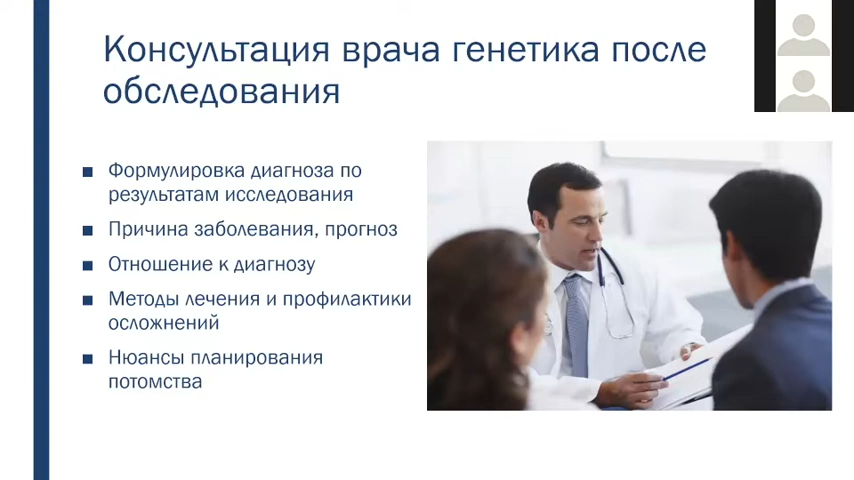 Консультация врача генетика после
обследования
Формулировка диагноза по
результатам исследования
Причина заболевания, прогноз
Отношение к диагнозу
Методы лечения и профилактики
осложнений
Нюансы планирования
потомства